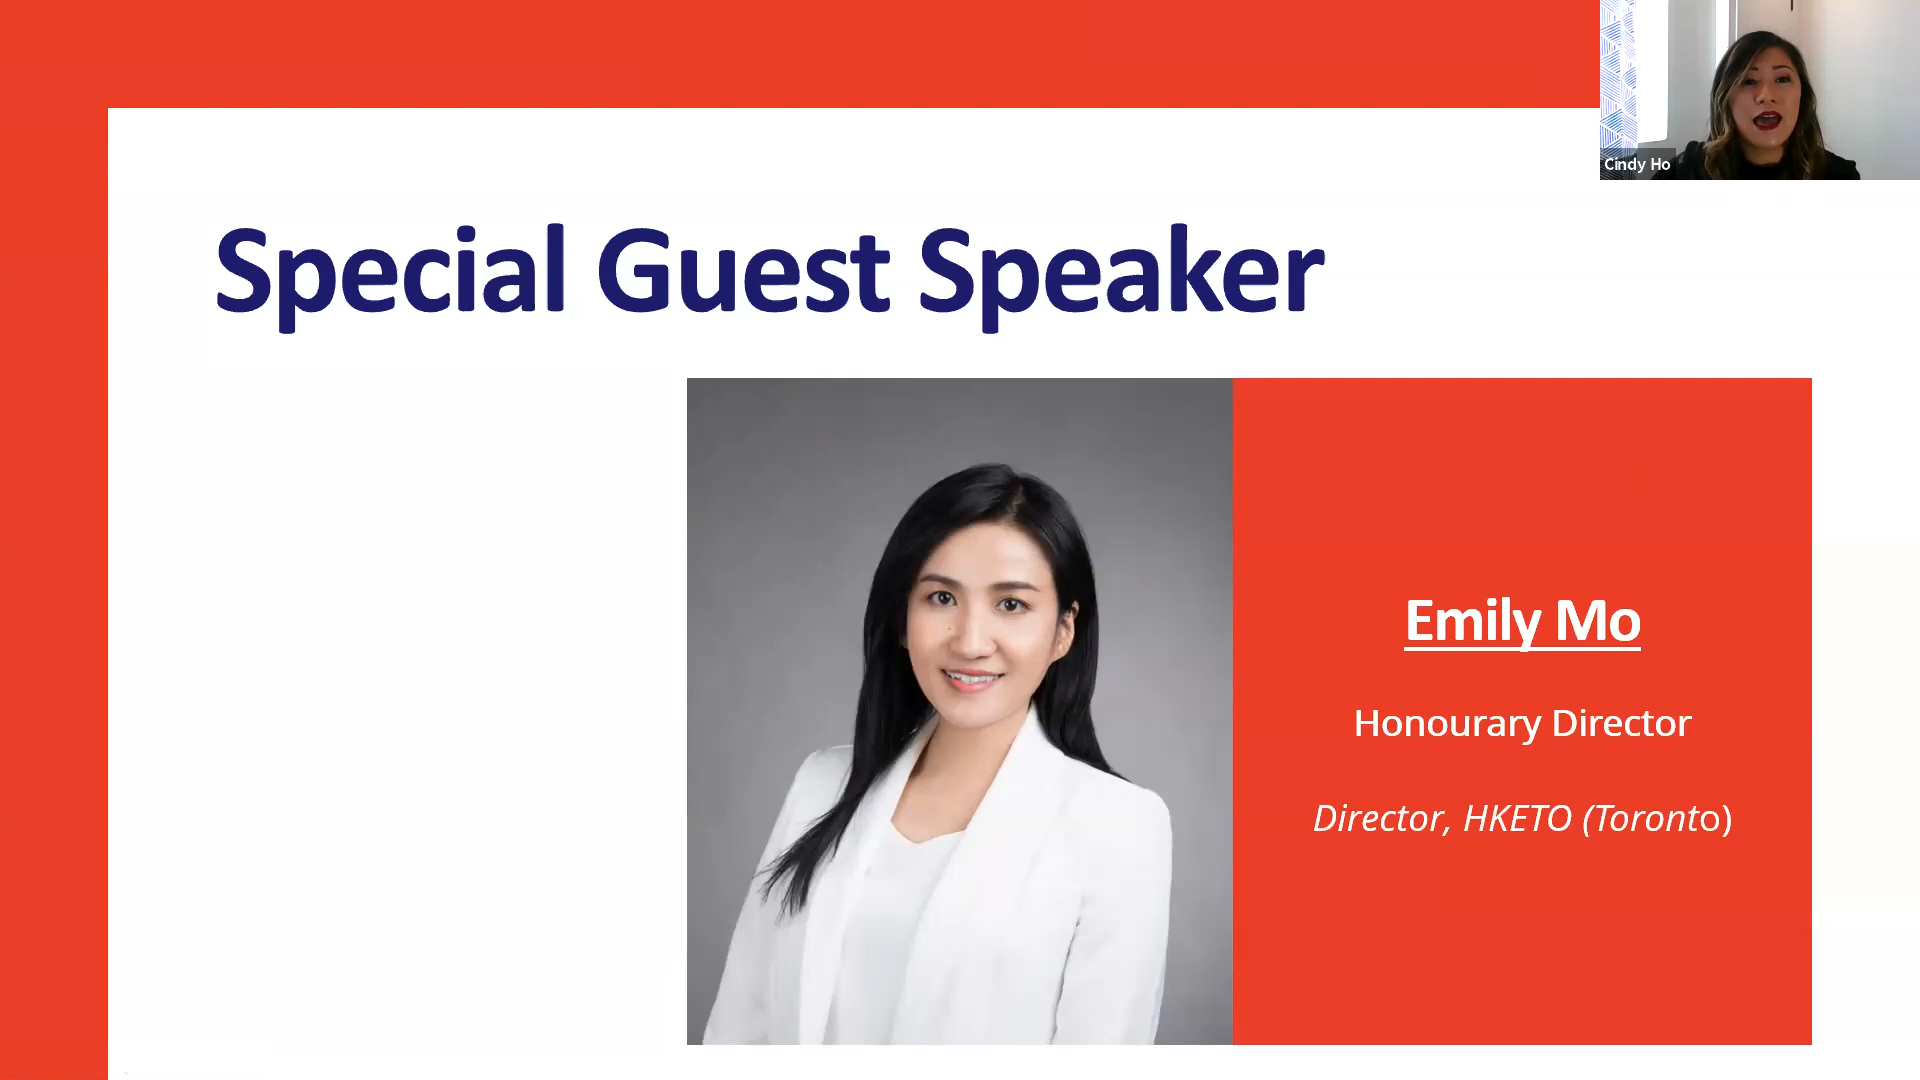 Cindy Ho
Special Guest Speaker
Emily Mo
Honourary Director
Director, HKETO (Toronto)